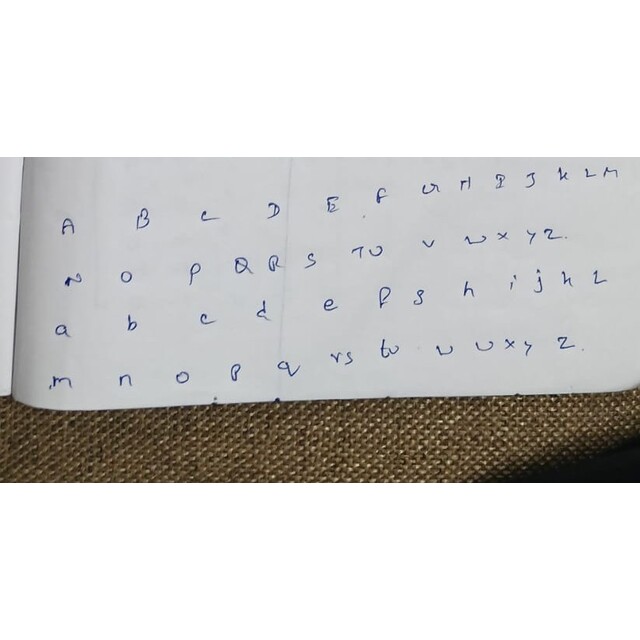 A B C D E F G H I J K L M
N O P Q R S T U V W X Y Z.
a b c d e f g h i j k l
m n o p q r s t u v w x y z.